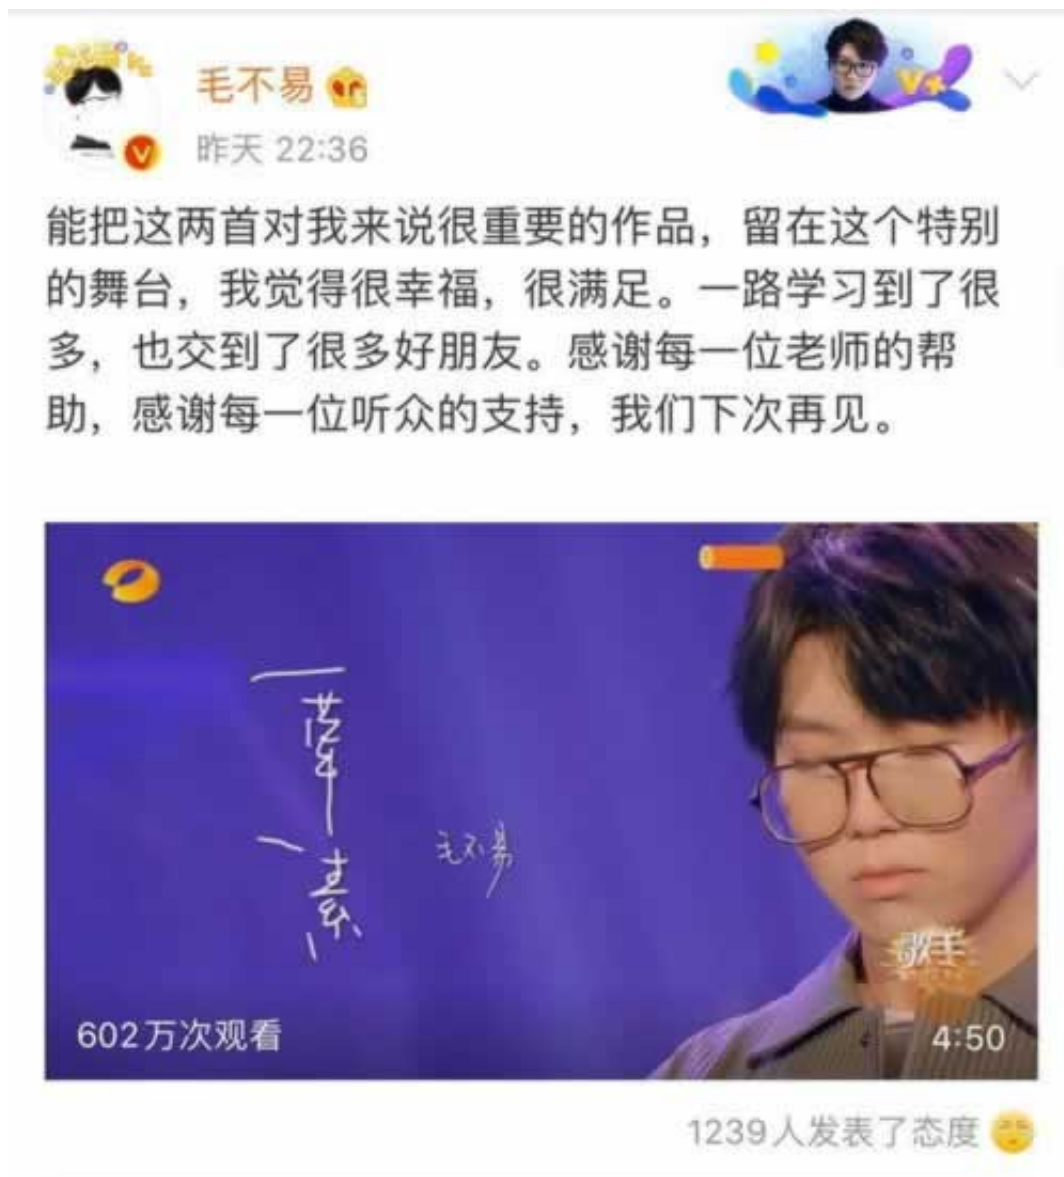 毛不易
V+
昨天 22:36
能把这两首对我来说很重要的作品，留在这个特别
的舞台，我觉得很幸福，很满足。一路学习到了很
多，也交到了很多好朋友。感谢每一位老师的帮
助，感谢每一位听众的支持，我们下次再见。
一荤一素
毛不易
歌手
602万次观看
4:50
1239人发表了态度